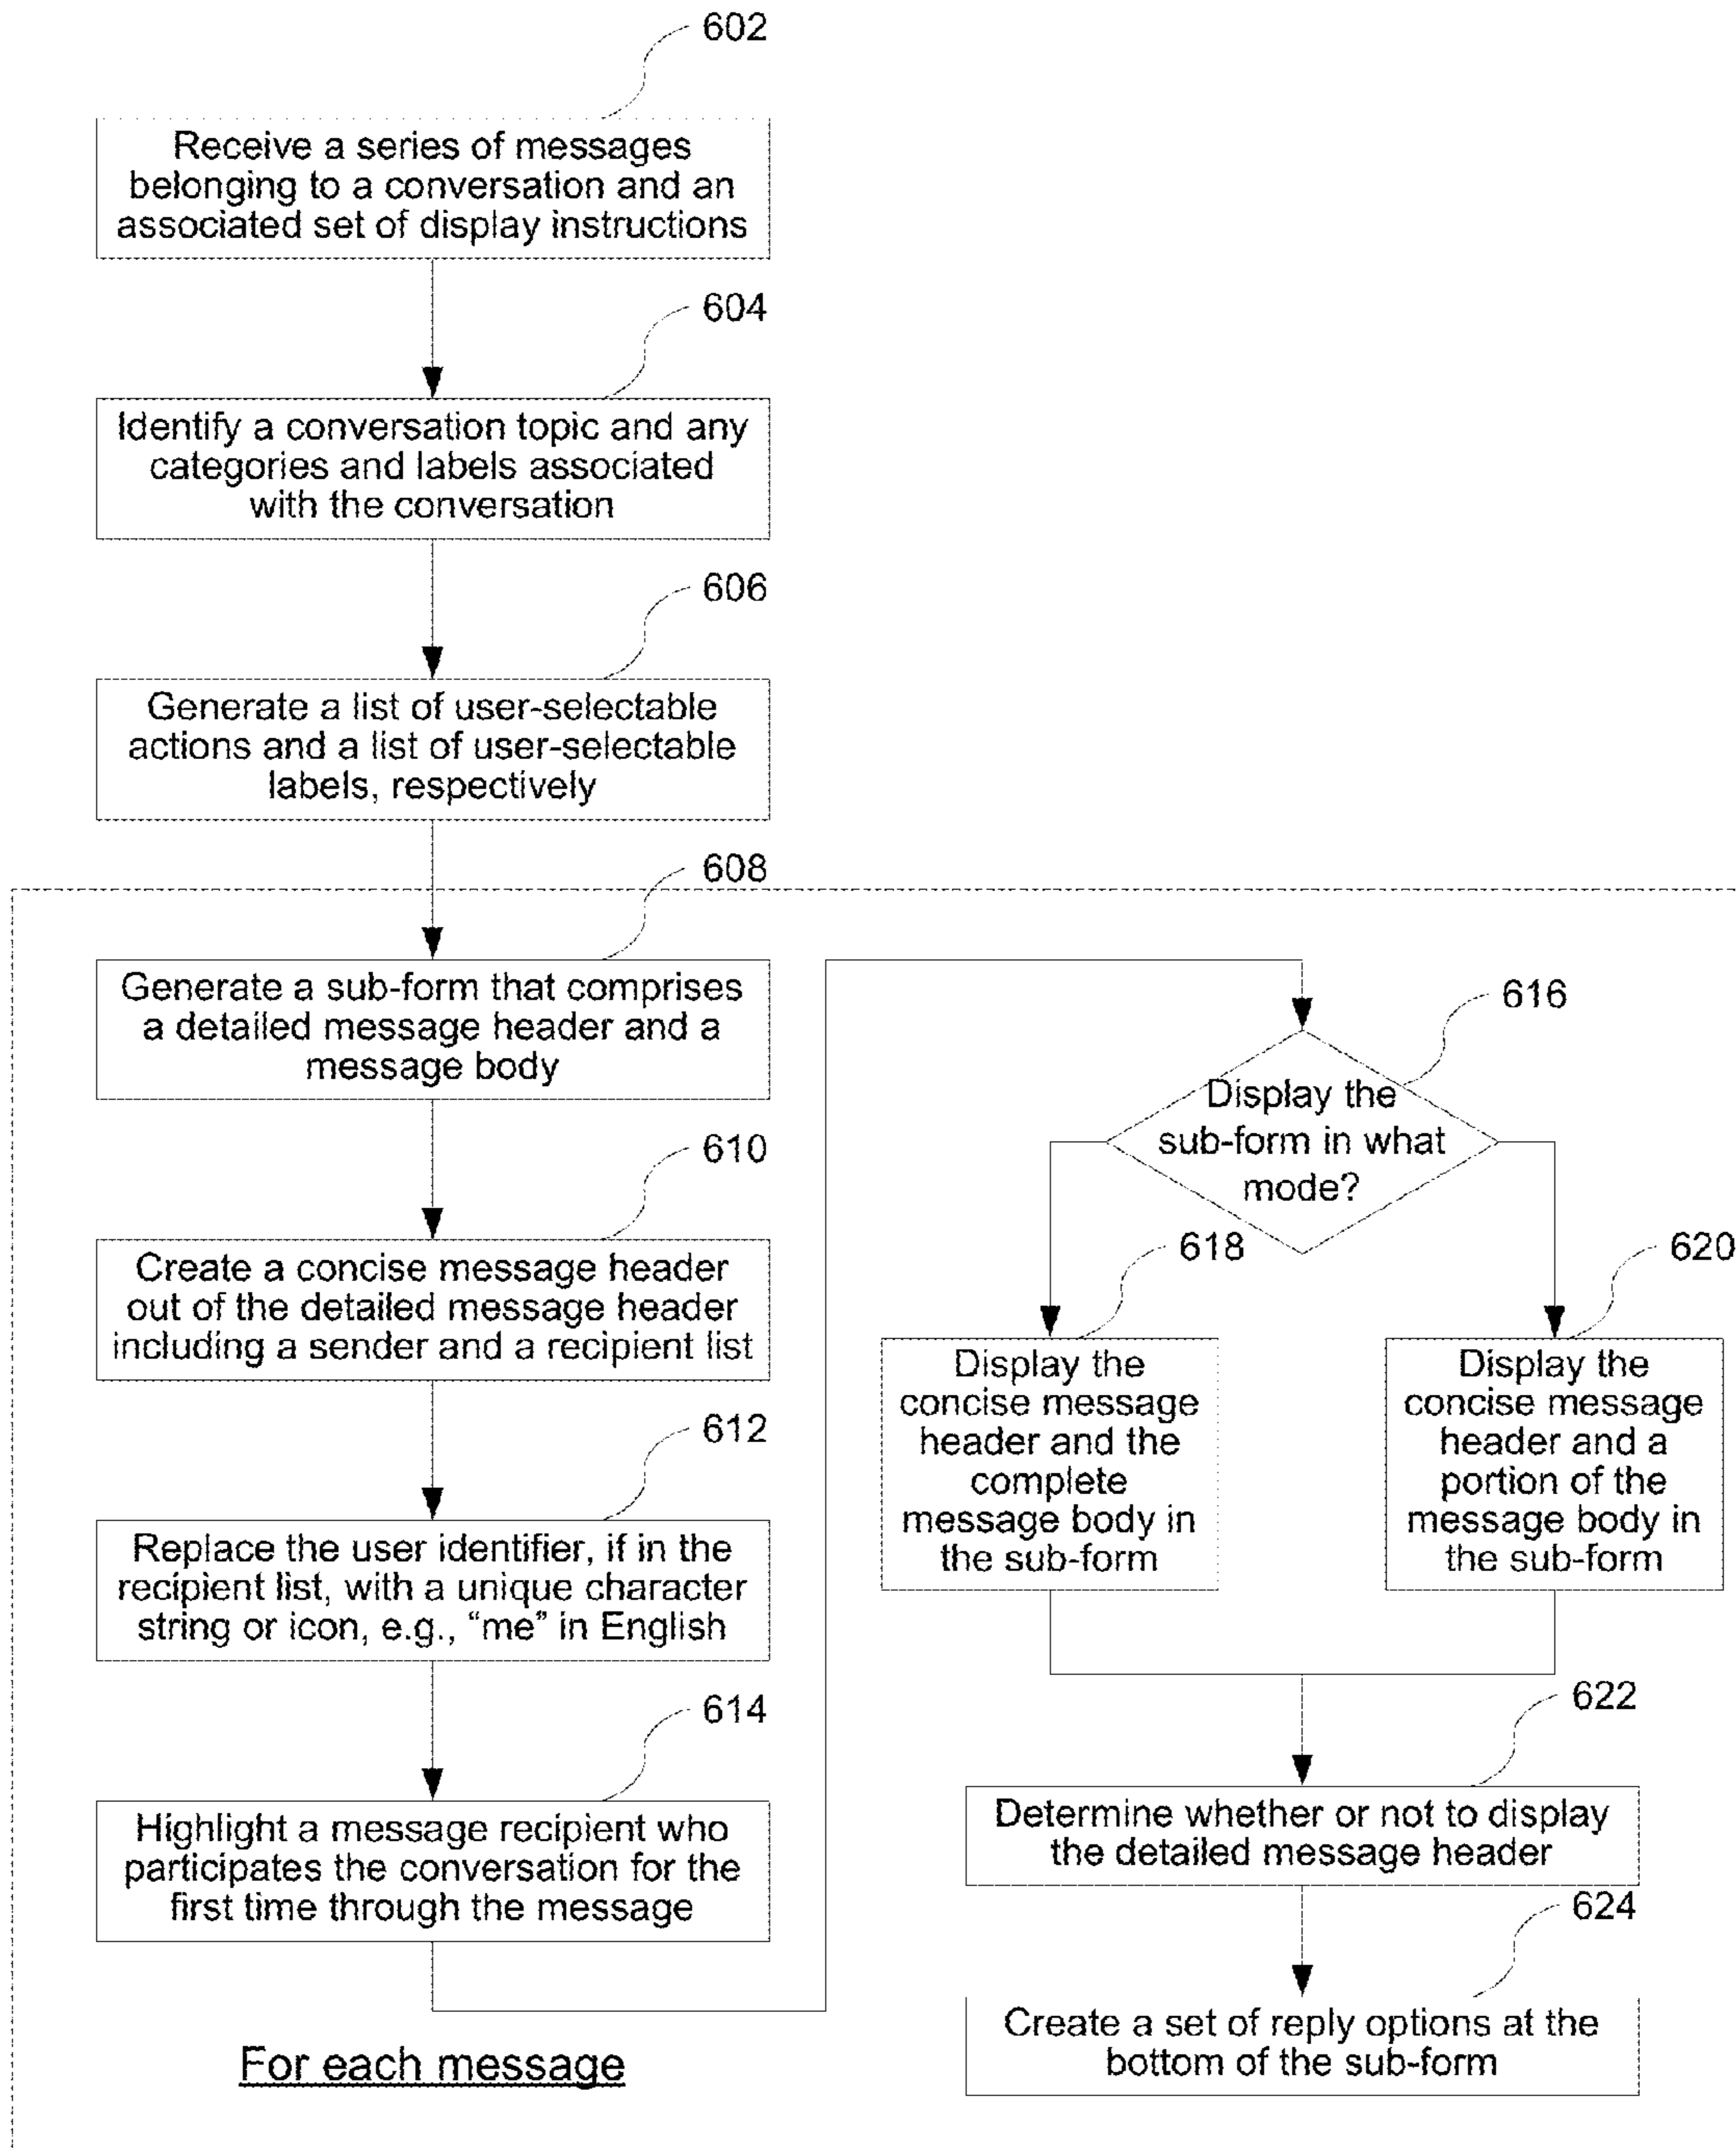 602
Receive a series of messages
belonging to a conversation and an
associated set of display instructions
604
Identify a conversation topic and any
categories and labels associated
with the conversation
606
Generate a list of user-selectable
actions and a list of user-selectable
labels, respectively
608
Generate a sub-form that comprises
a detailed message header and a
message body
610
Create a concise message header
out of the detailed message header
including a sender and a recipient list
612
Replace the user identifier, if in the
recipient list, with a unique character
string or icon, e.g., “me” in English
614
Highlight a message recipient who
participates the conversation for the
first time through the message
For each message
616
Display the
sub-form in what
mode?
618
Display the
concise message
header and the
complete
message body in
the sub-form
620
Display the
concise message
header and a
portion of the
message body in
the sub-form
622
Determine whether or not to display
the detailed message header
624
Create a set of reply options at the
bottom of the sub-form